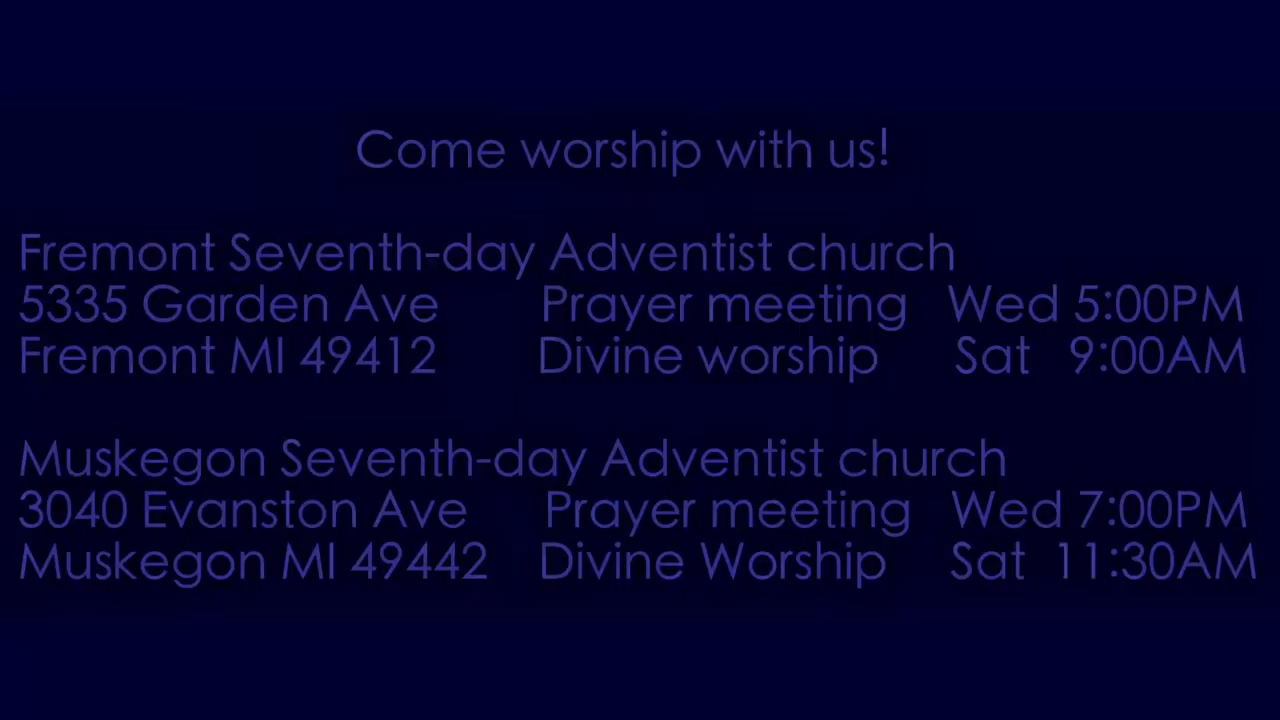 Come worship with us!
Fremont Seventh-day Adventist church
5335 Garden Ave Prayer meeting Wed 5:00PM
Fremont MI 49412 Divine worship Sat 9:00AM
Muskegon Seventh-day Adventist church
3040 Evanston Ave Prayer meeting Wed 7:00PM
Muskegon MI 49442 Divine Worship Sat 11:30AM